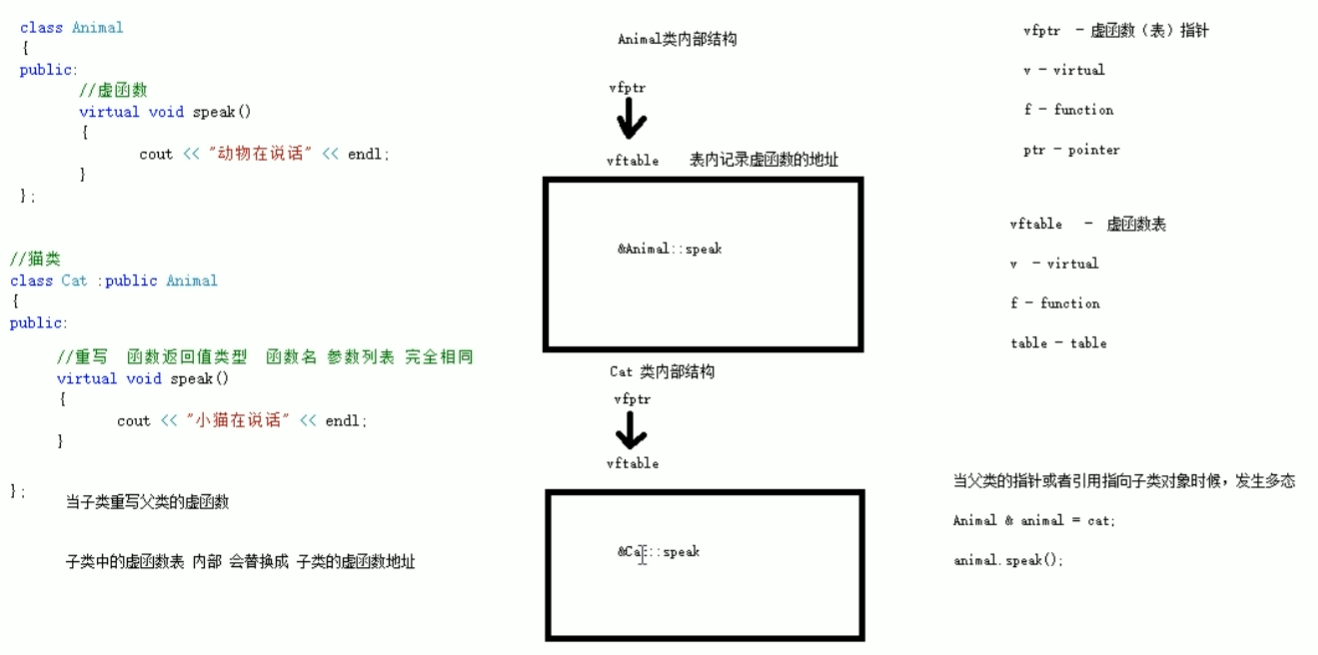 class Animal
{
public:
//虚函数
virtual void speak()
{
cout << "动物在说话" << endl;
}
};
//猫类
class Cat :public Animal
{
public:
//重写 函数返回值类型 函数名 参数列表 完全相同
virtual void speak()
{
cout << "小猫在说话" << endl;
}
};
当子类重写父类的虚函数
子类中的虚函数表 内部 会替换成 子类的虚函数地址
Animal类内部结构
vfptr
vftable 表内记录虚函数的地址
&Animal::speak
Cat 类内部结构
vfptr
vftable
&Cat::speak
vfptr - 虚函数（表）指针
v - virtual
f - function
ptr - pointer
vftable - 虚函数表
v - virtual
f - function
table - table
当父类的指针或者引用指向子类对象时候，发生多态
Animal & animal = cat;
animal.speak();